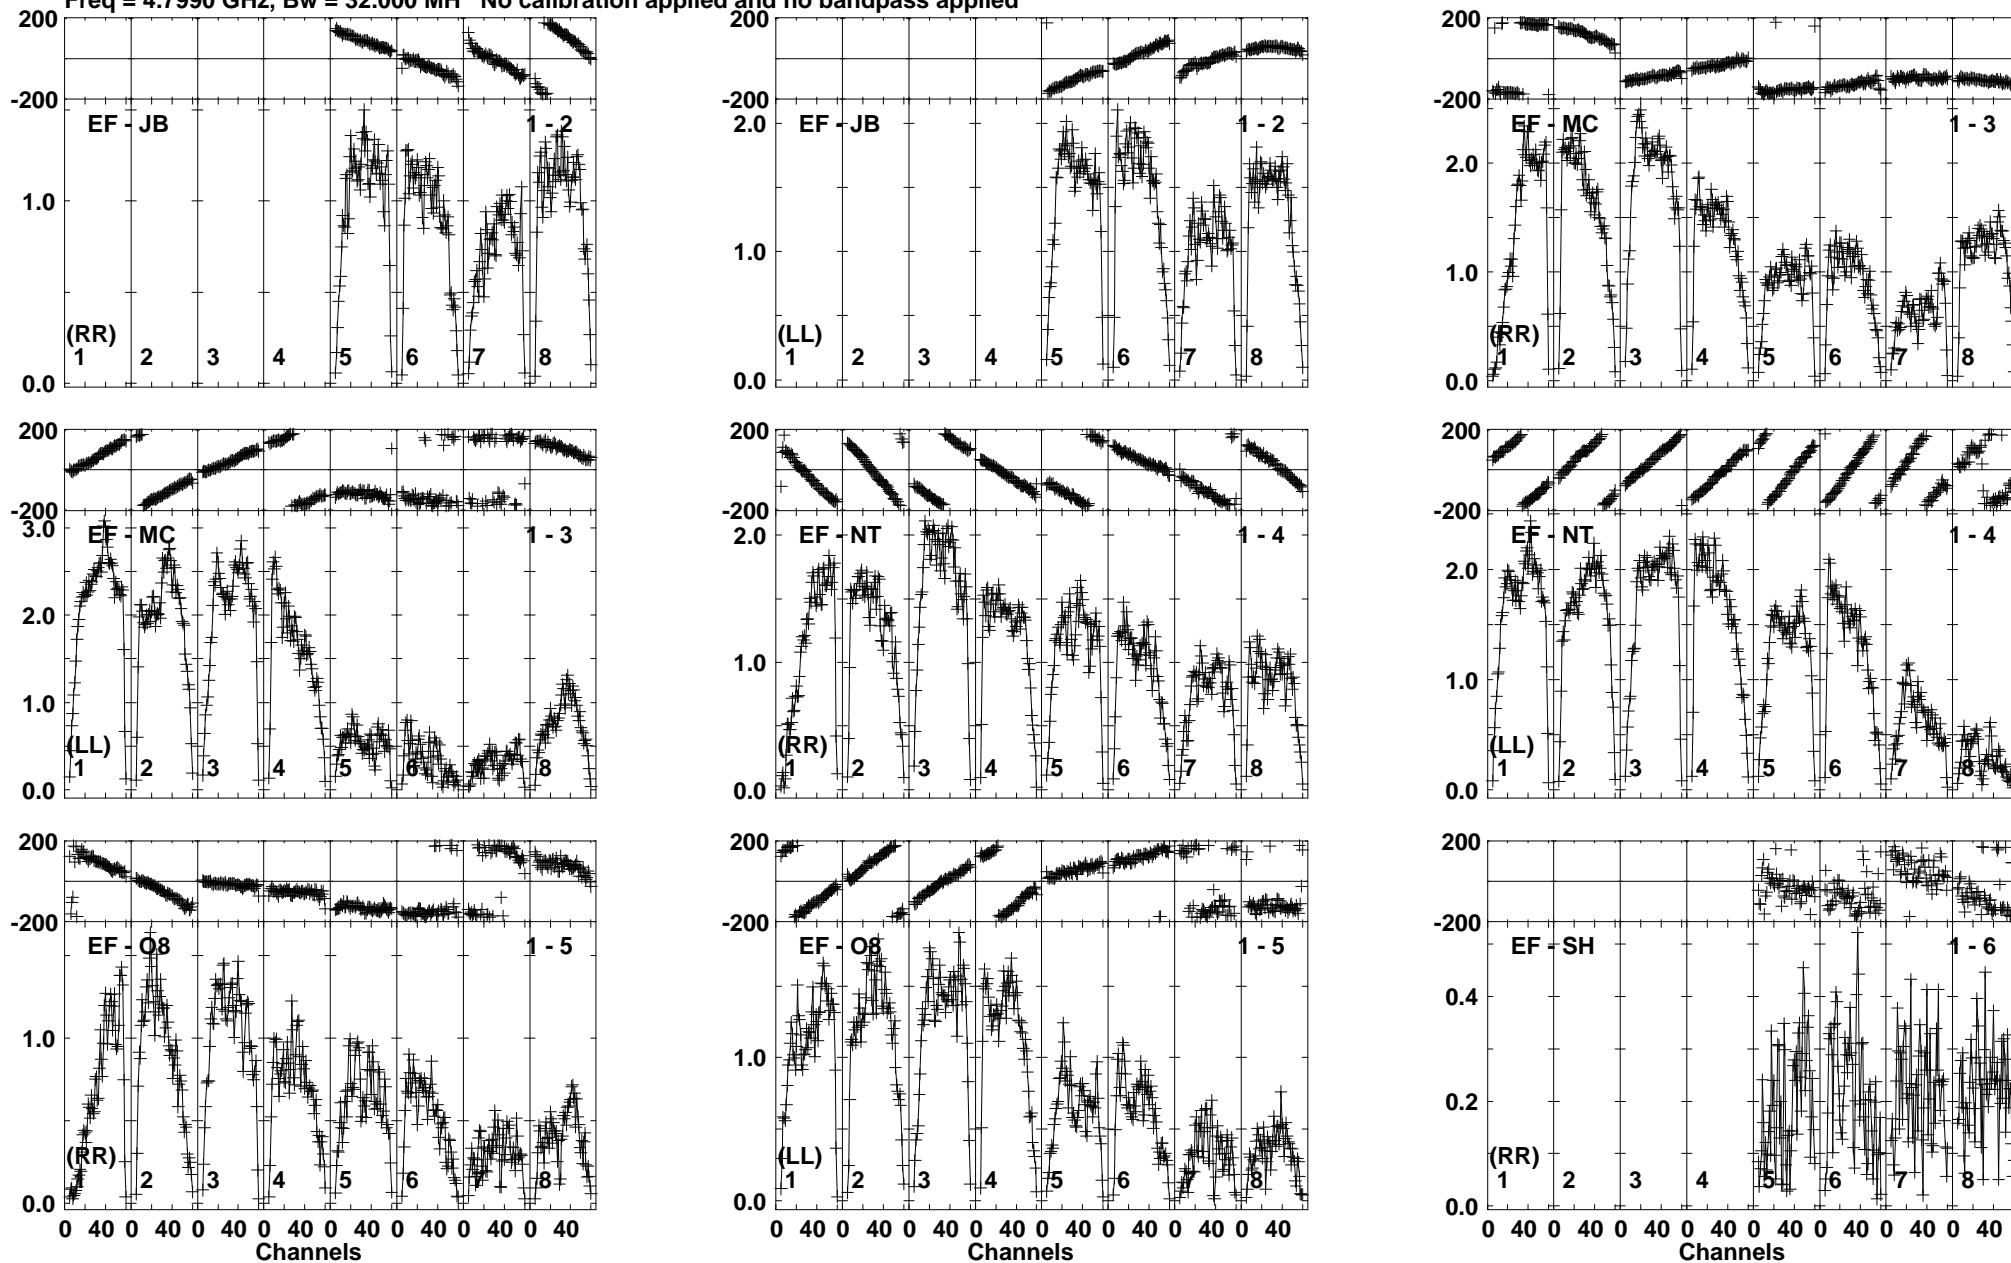 Freq = 4.7990 GHz, Bw = 32.000 MH No calibration applied and no bandpass applied
200 200 200
-200 -200 -200
EF - JB 1 - 2 EF - JB 1 - 2 EF - MC 1 - 3
2.0 2.0
1.0 1.0 1.0
(RR) (LL) (RR)
1 2 3 4 5 6 7 8 1 2 3 4 5 6 7 8 1 2 3 4 5 6 7 8
0.0 0.0 0.0
200 200 200
-200 -200 -200
3.0 EF - MC 1 - 3 2.0 EF - NT 1 - 4 EF - NT 1 - 4
2.0 2.0
1.0 1.0 1.0
(LL) (RR) (LL)
1 2 3 4 5 6 7 8 1 2 3 4 5 6 7 8 1 2 3 4 5 6 7 8
0.0 0.0 0.0
200 200 200
-200 -200 -200
EF - O8 1 - 5 EF - O8 1 - 5 EF - SH 1 - 6
1.0 1.0 0.4
0.2
(RR) (LL) (RR)
1 2 3 4 5 6 7 8 1 2 3 4 5 6 7 8 1 2 3 4 5 6 7 8
0.0 0.0 0.0
0 40 0 40 0 40 0 40 0 40 0 40 0 40 0 40 0 40 0 40 0 40 0 40 0 40 0 40 0 40 0 40 0 40 0 40 0 40 0 40 0 40 0 40 0 40 0 40
Channels Channels Channels